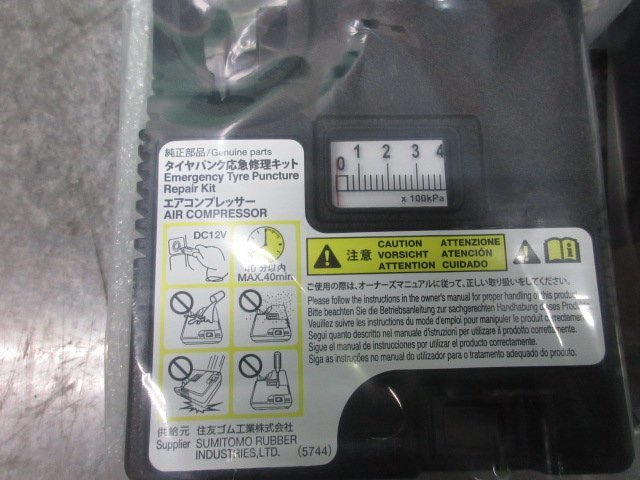 純正部品/Genuine parts
タイヤパンク応急修理キット
Emergency Tyre Puncture
Repair Kit
エアコンプレッサー
AIR COMPRESSOR
DC12V
40分以内
MAX.40min
0 1 2 3 4
x 100kPa
注意
CAUTION ATTENZIONE
VORSICHT ATENCIÓN
ATTENTION CUIDADO
ご使用の際は、オーナーズマニュアルに従って、正しい取り扱いをしてください。
Please follow the instructions in the owner's manual for proper handling of this product.
Bitte beachten Sie die Betriebsanleitung zur sachgerechten Handhabung dieses
Veuillez suivre les instructions du mode d'emploi pour manipuler le produit correctement.
Segui quanto descritto nel manuale d'istruzioni per utilizzare il prodotto correttamente.
Sigue el manual de instrucciones por utilizar el producto correctamente.
Siga as instruções no manual do utilizador para o tratamento adequado do produto.
供給元 住友ゴム工業株式会社
Supplier SUMITOMO RUBBER
INDUSTRIES,LTD. (5744)